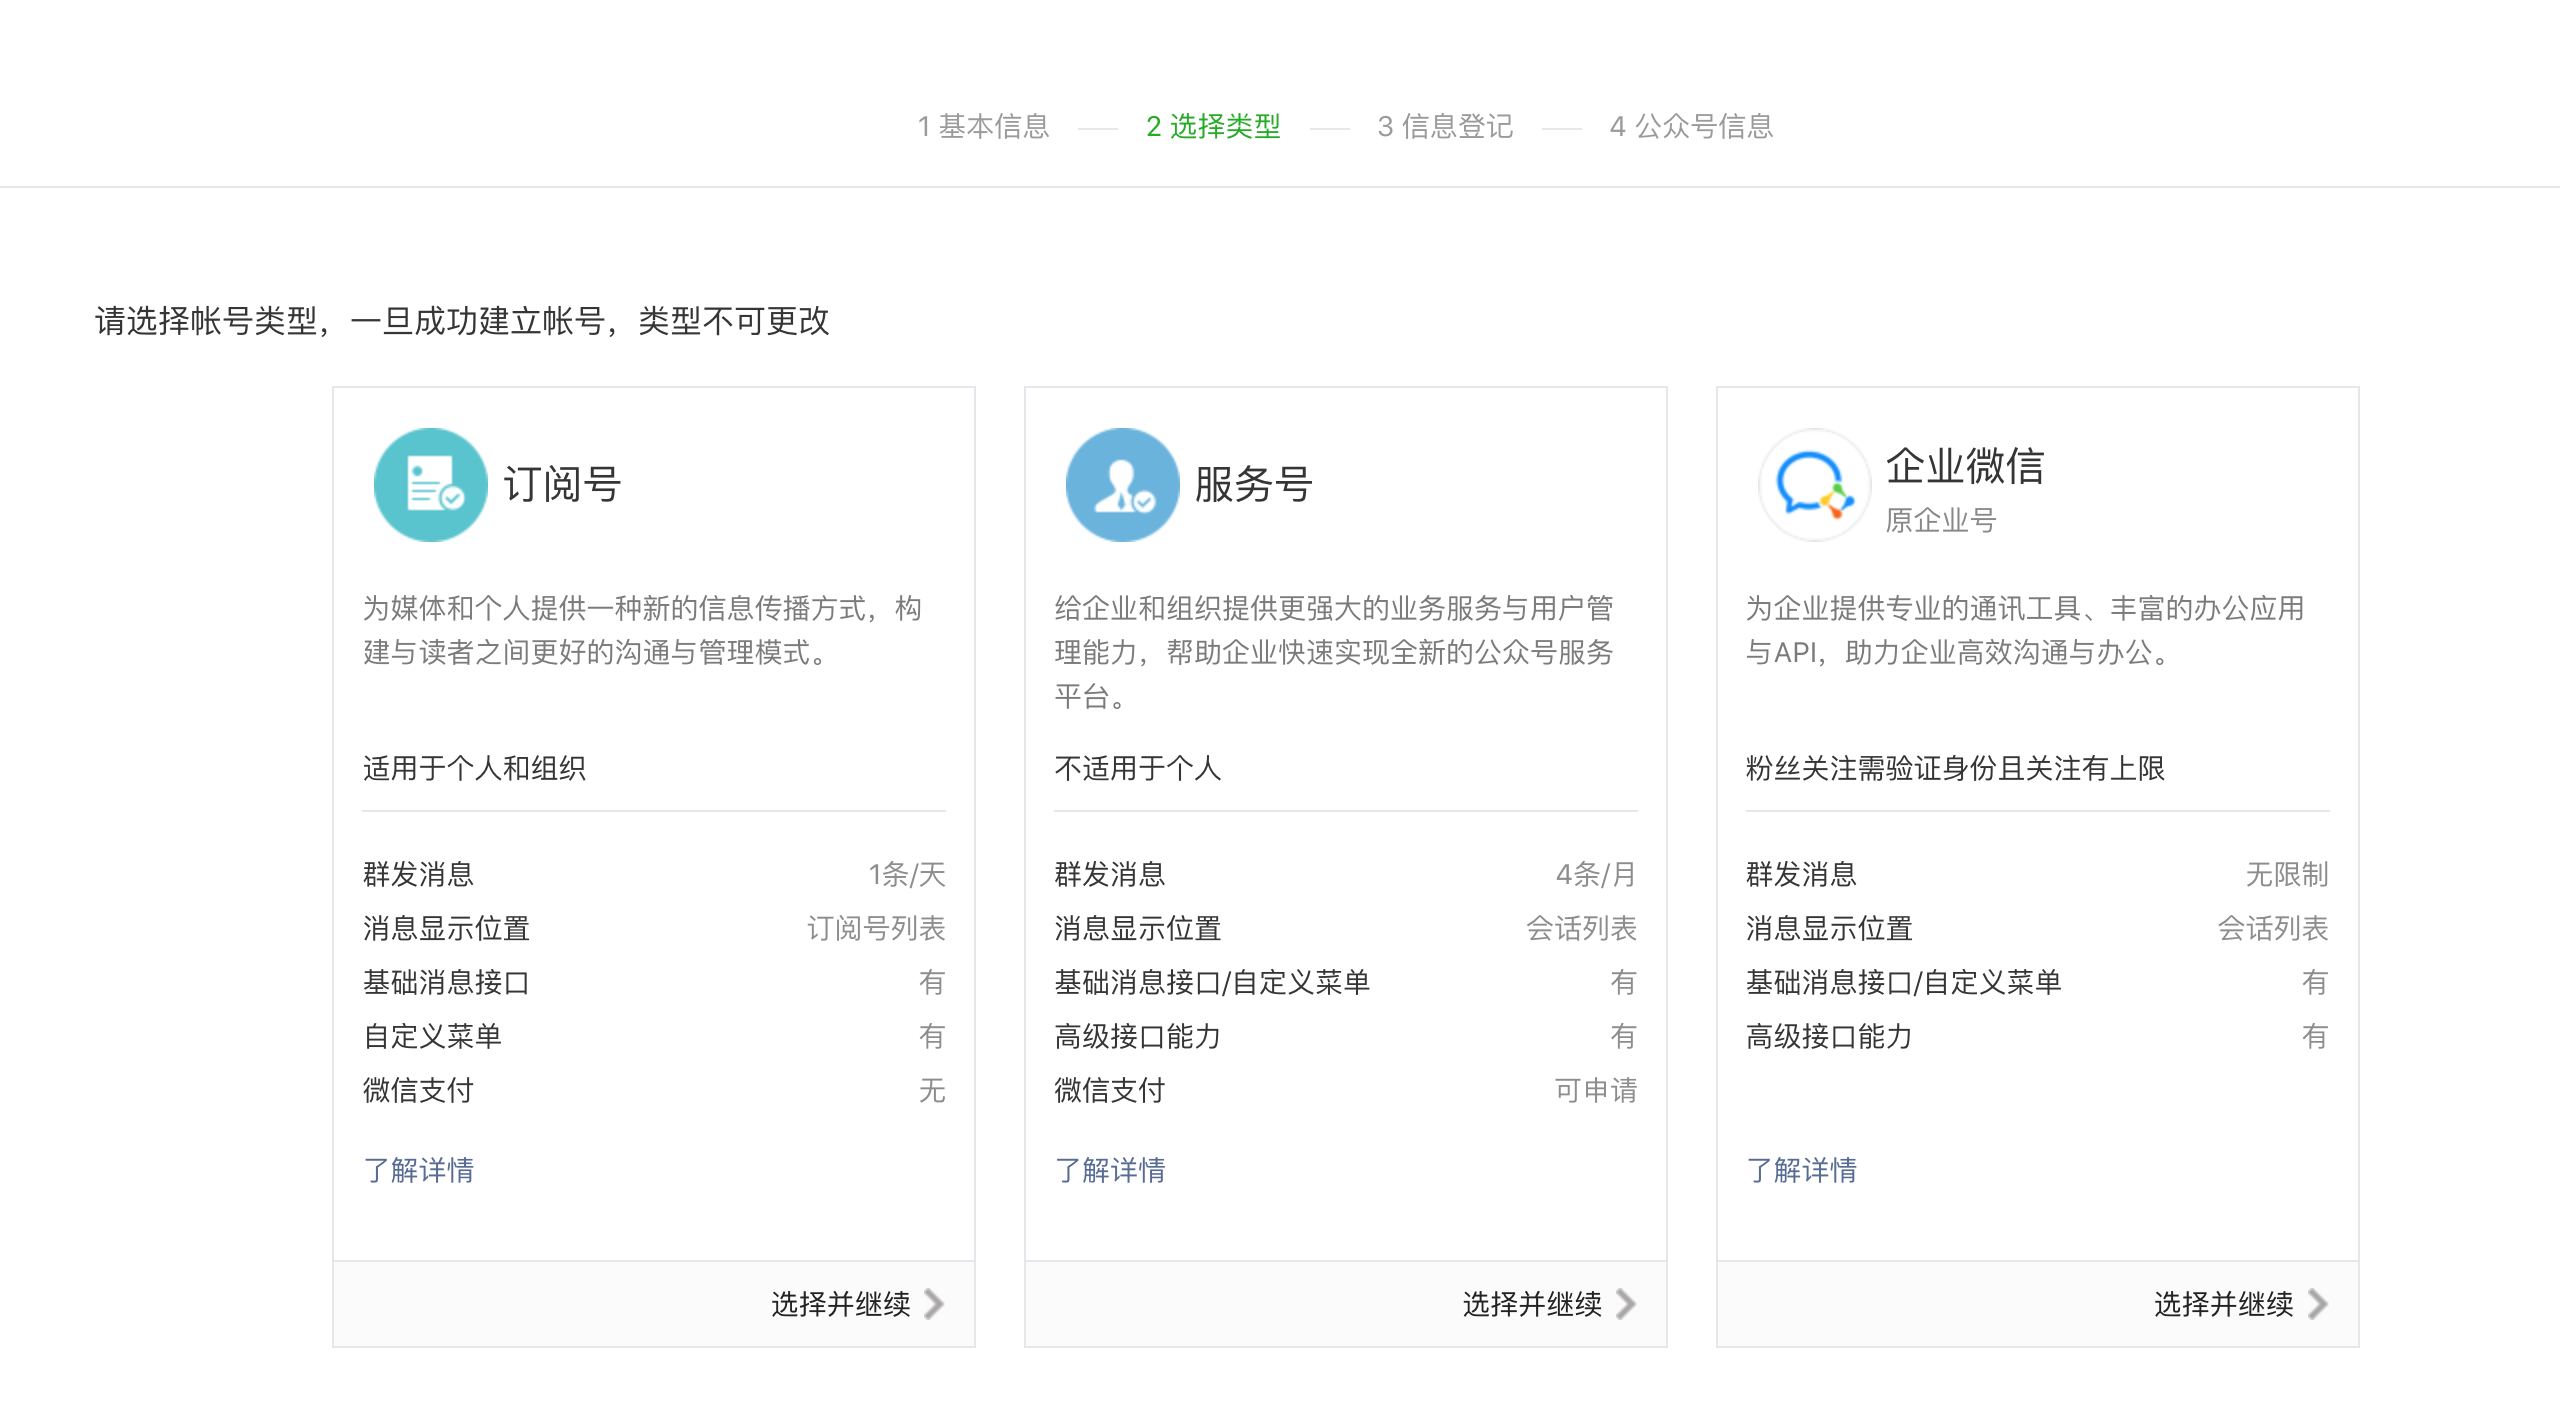 1 基本信息
2 选择类型
3 信息登记
4 公众号信息
请选择帐号类型，一旦成功建立帐号，类型不可更改
订阅号
为媒体和个人提供一种新的信息传播方式，构
建与读者之间更好的沟通与管理模式。
适用于个人和组织
群发消息 1条/天
消息显示位置 订阅号列表
基础消息接口 有
自定义菜单 有
微信支付 无
了解详情
选择并继续
服务号
给企业和组织提供更强大的业务服务与用户管
理能力，帮助企业快速实现全新的公众号服务
平台。
不适用于个人
群发消息 4条/月
消息显示位置 会话列表
基础消息接口/自定义菜单 有
高级接口能力 有
微信支付 可申请
了解详情
选择并继续
企业微信
原企业号
为企业提供专业的通讯工具、丰富的办公应用
与API，助力企业高效沟通与办公。
粉丝关注需验证身份且关注有上限
群发消息 无限制
消息显示位置 会话列表
基础消息接口/自定义菜单 有
高级接口能力 有
了解详情
选择并继续